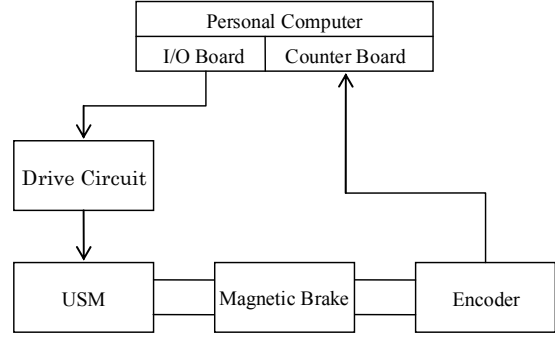 Personal Computer
I/O Board
Counter Board
Drive Circuit
USM
Magnetic Brake
Encoder